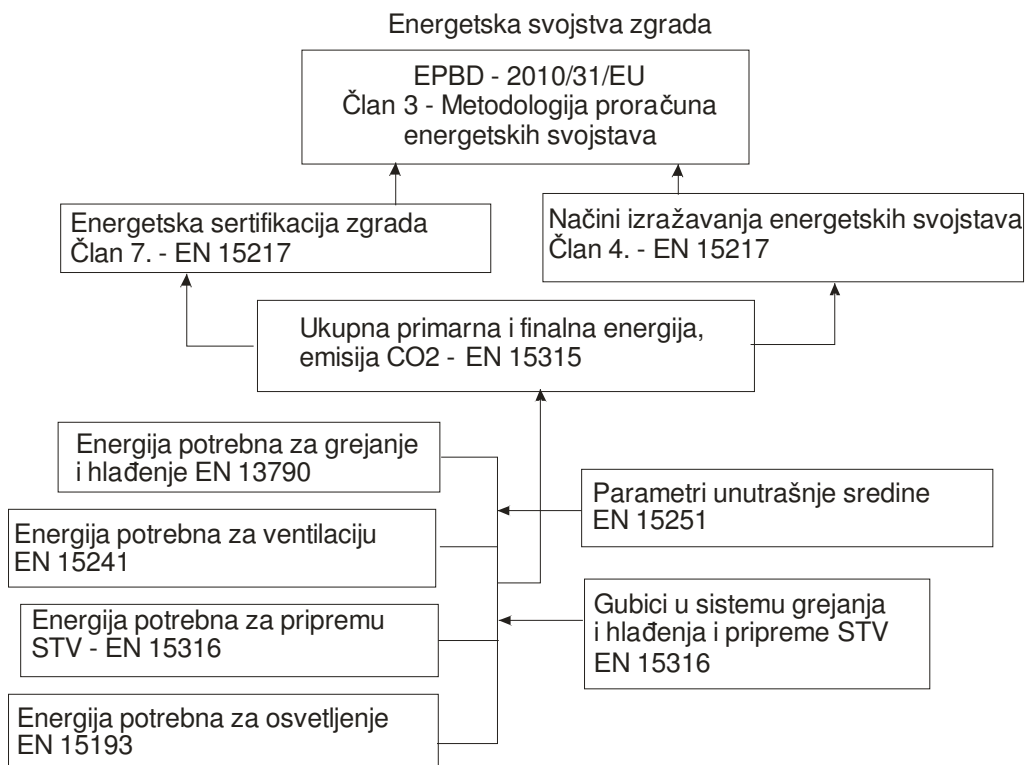 Energetska svojstva zgrada
EPBD - 2010/31/EU
Član 3 - Metodologija proračuna
energetskih svojstava
Energetska sertifikacija zgrada
Član 7. - EN 15217
Načini izražavanja energetskih svojstava
Član 4. - EN 15217
Ukupna primarna i finalna energija,
emisija CO2 - EN 15315
Energija potrebna za grejanje
i hlađenje EN 13790
Parametri unutrašnje sredine
EN 15251
Energija potrebna za ventilaciju
EN 15241
Energija potrebna za pripremu
STV - EN 15316
Gubici u sistemu grejanja
i hlađenja i pripreme STV
EN 15316
Energija potrebna za osvetljenje
EN 15193